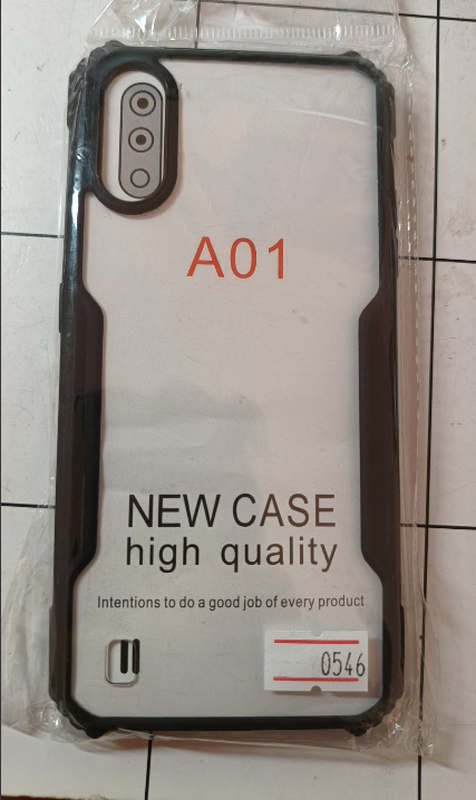 A01
NEW CASE
high quality
Intentions to do a good job of every product
0546